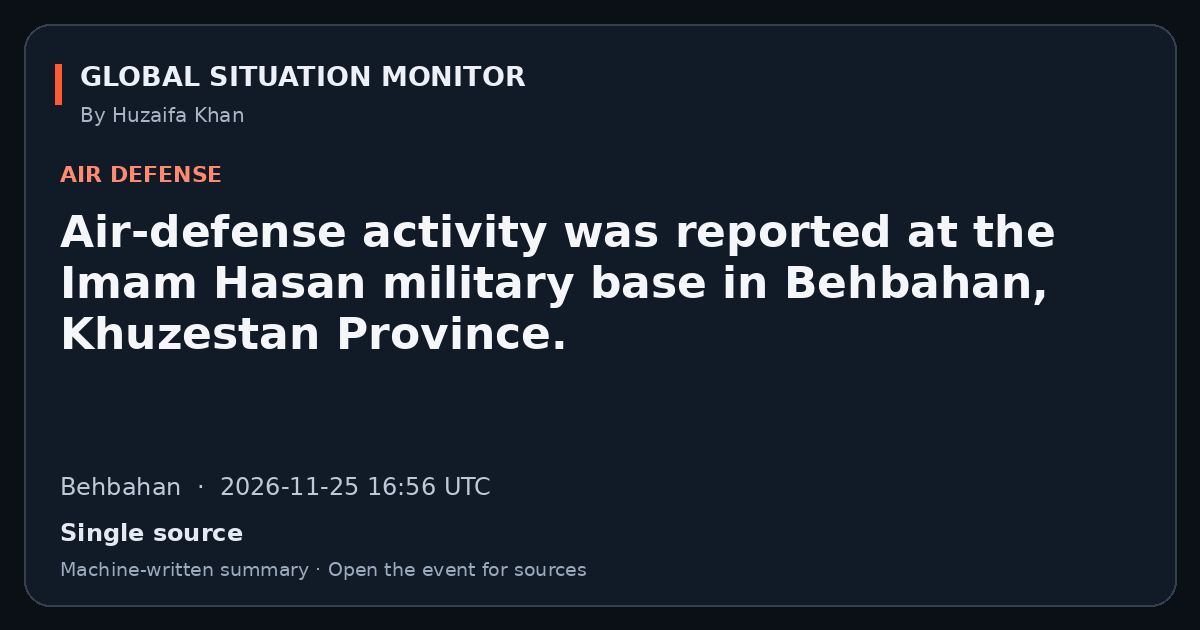 GLOBAL SITUATION MONITOR
By Huzaifa Khan
AIR DEFENSE
Air-defense activity was reported at the
Imam Hasan military base in Behbahan,
Khuzestan Province.
Behbahan · 2026-11-25 16:56 UTC
Single source
Machine-written summary · Open the event for sources